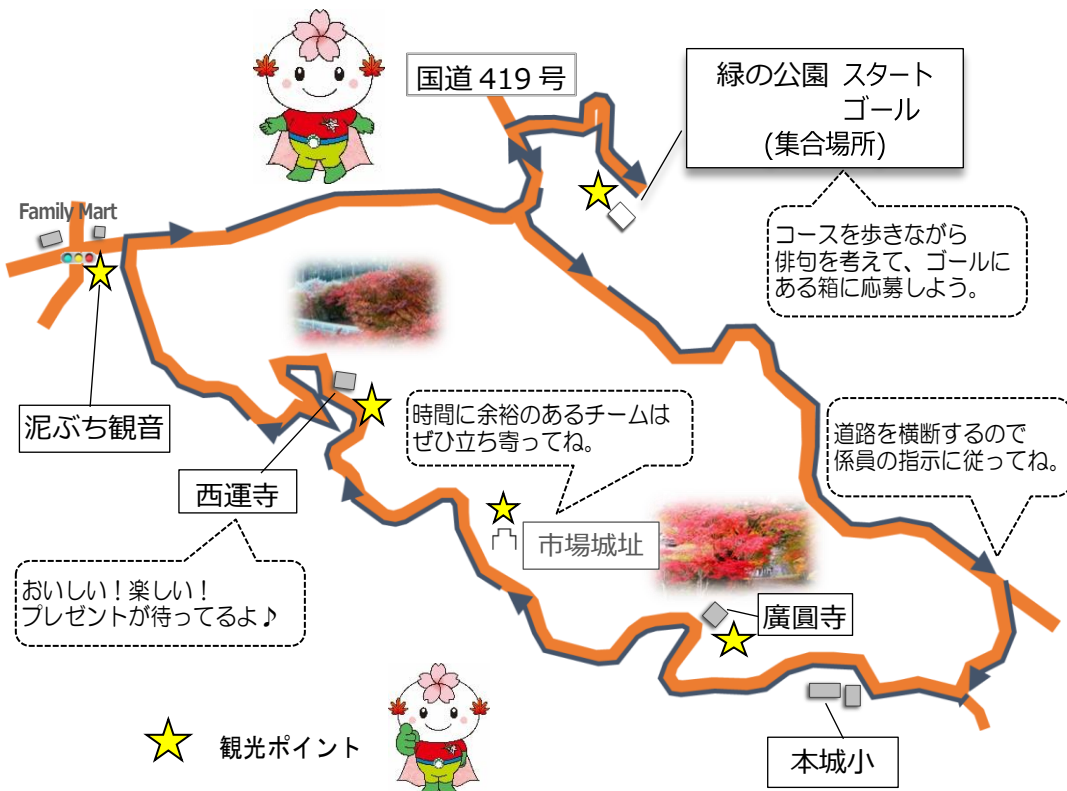 国道 419 号
緑の公園 スタート
ゴール
(集合場所)
Family Mart
コースを歩きながら
俳句を考えて、ゴールに
ある箱に応募しよう。
泥ぶち観音
時間に余裕のあるチームは
ぜひ立ち寄ってね。
道路を横断するので
係員の指示に従ってね。
西運寺
市場城址
おいしい！楽しい！
プレゼントが待ってるよ♪
廣圓寺
本城小
観光ポイント